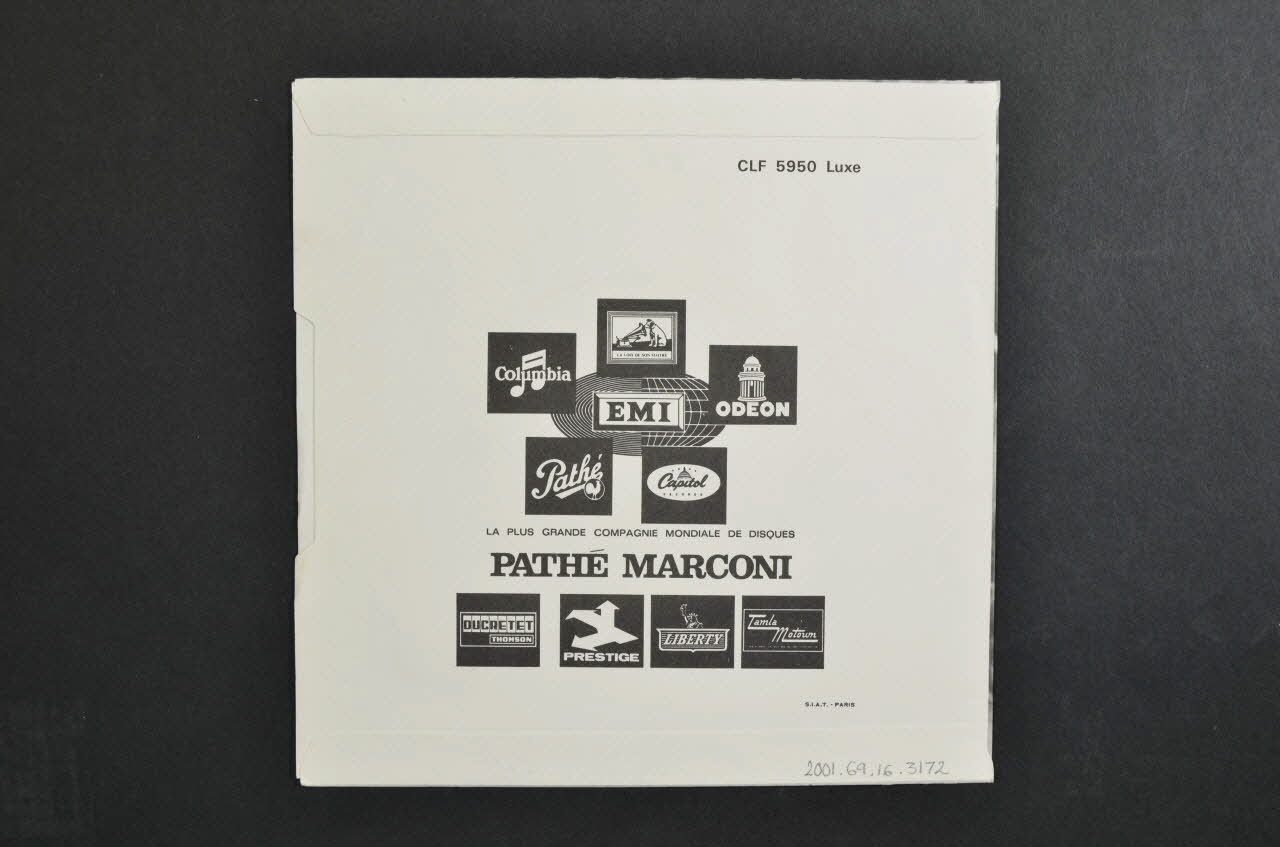 CLF 5950 Luxe
LA VOIX DE SON MAITRE
Columbia
EMI
ODEON
Pathé
Capitol
RECORDS
LA PLUS GRANDE COMPAGNIE MONDIALE DE DISQUES
PATHÉ MARCONI
DUCRETET
THOMSON
PRESTIGE
LIBERTY
Tamla
Motown
S.I.A.T. - PARIS
2001.69.16.3172